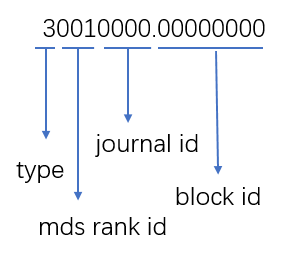 30010000.00000000
journal id
type
block id
mds rank id